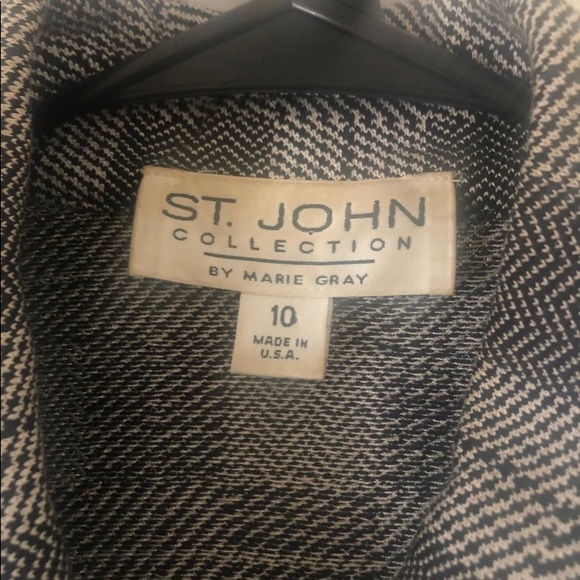 ST. JOHN
COLLECTION
BY MARIE GRAY
10
MADE IN
U.S.A.